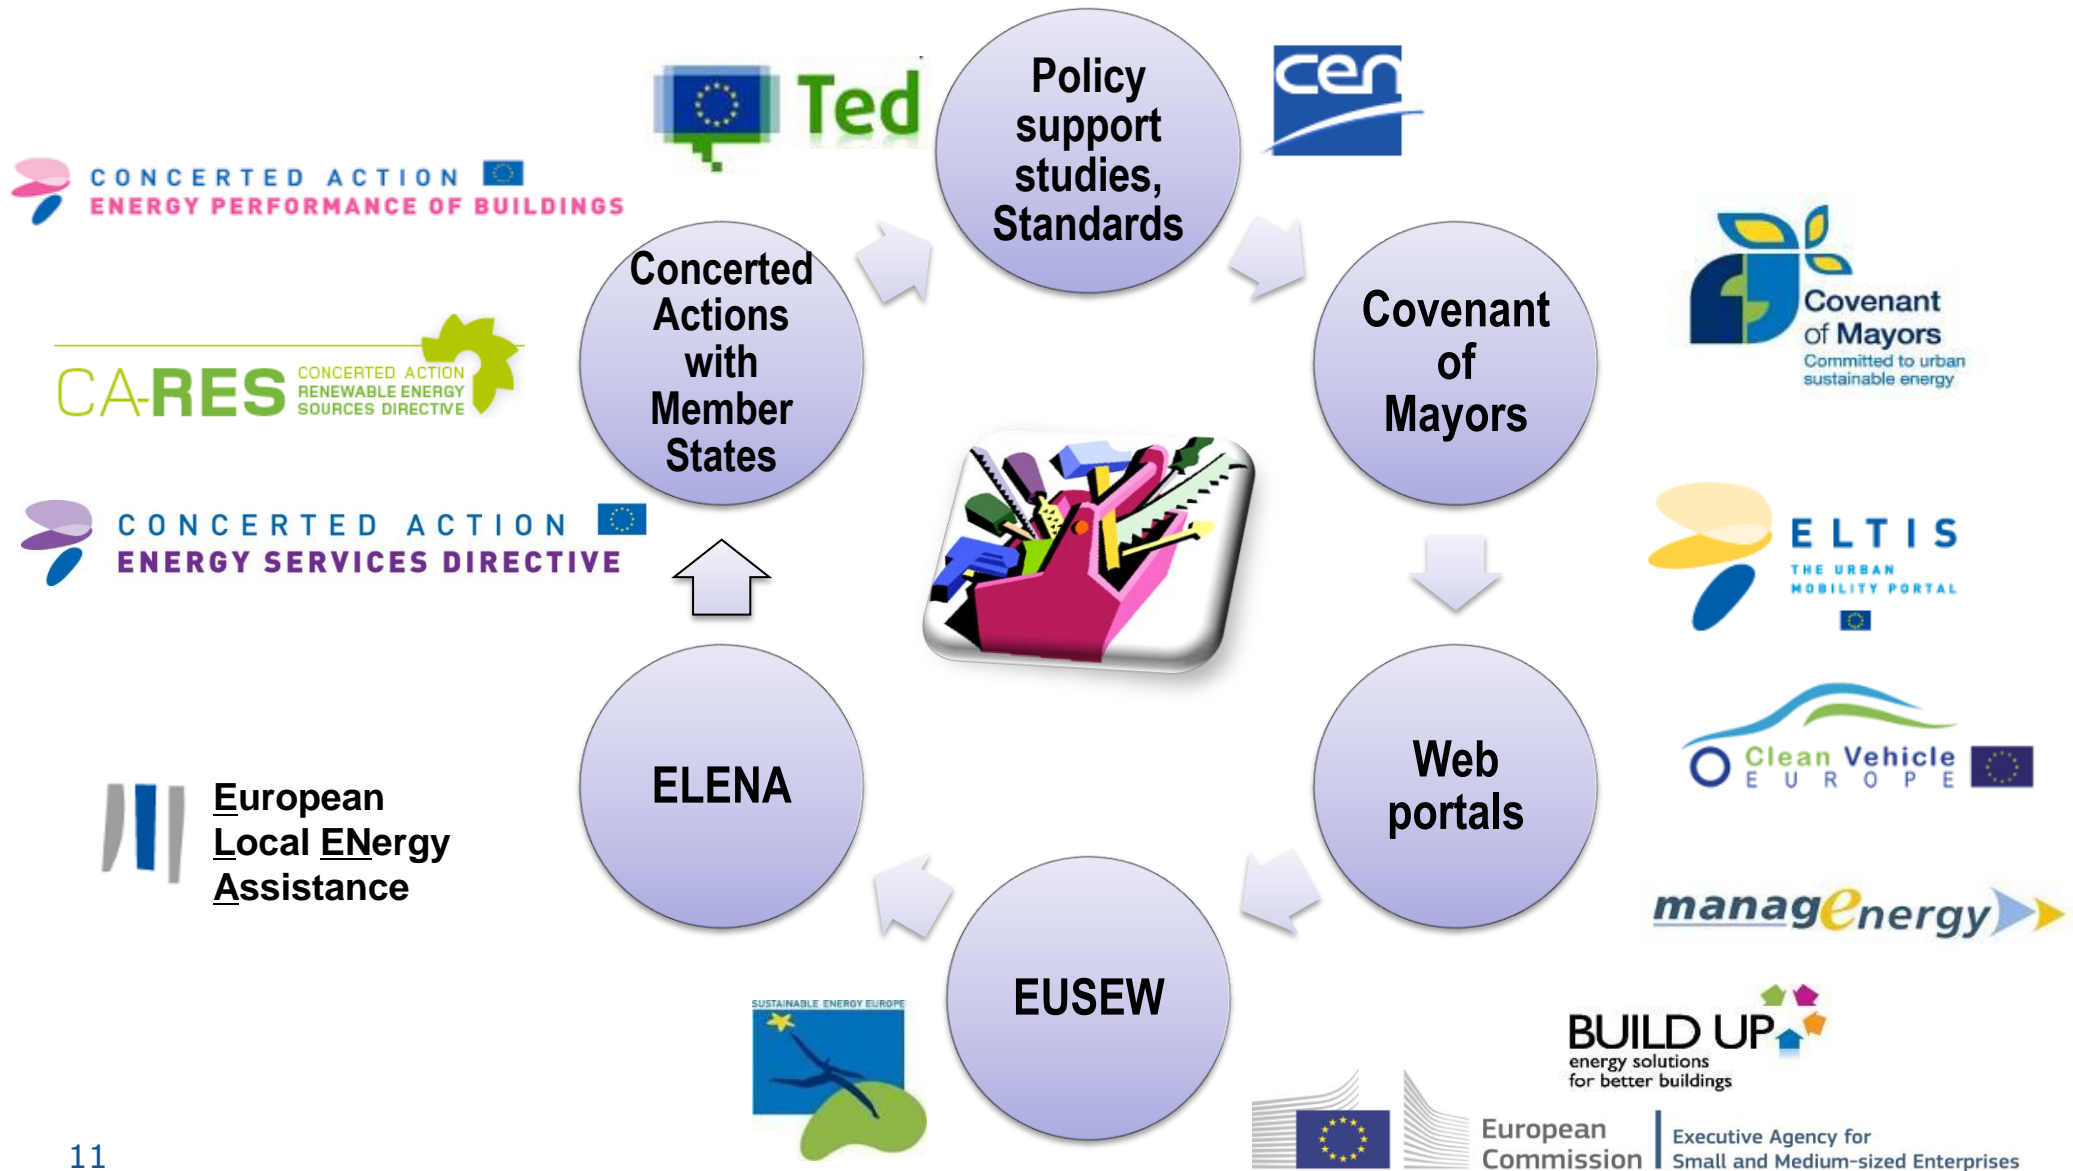 Ted
Policy
support
studies,
Standards
cen
CONCERTED ACTION
ENERGY PERFORMANCE OF BUILDINGS
Concerted
Actions
with
Member
States
Covenant
of
Mayors
Covenant
of Mayors
Committed to urban
sustainable energy
CA-RES
CONCERTED ACTION
RENEWABLE ENERGY
SOURCES DIRECTIVE
CONCERTED ACTION
ENERGY SERVICES DIRECTIVE
ELTIS
THE URBAN
MOBILITY PORTAL
ELENA
Web
portals
Clean Vehicle
EUROPE
European
Local ENergy
Assistance
managenergy
EUSEW
SUSTAINABLE ENERGY EUROPE
BUILD UP
energy solutions
for better buildings
European
Commission
Executive Agency for
Small and Medium-sized Enterprises
11